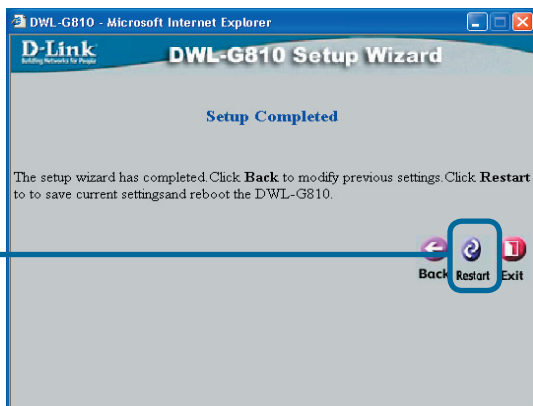 DWL-G810 - Microsoft Internet Explorer
D-Link
Building Networks for People
DWL-G810 Setup Wizard
Setup Completed
The setup wizard has completed.Click Back to modify previous settings.Click Restart
to to save current settingsand reboot the DWL-G810.
Back Restart Exit